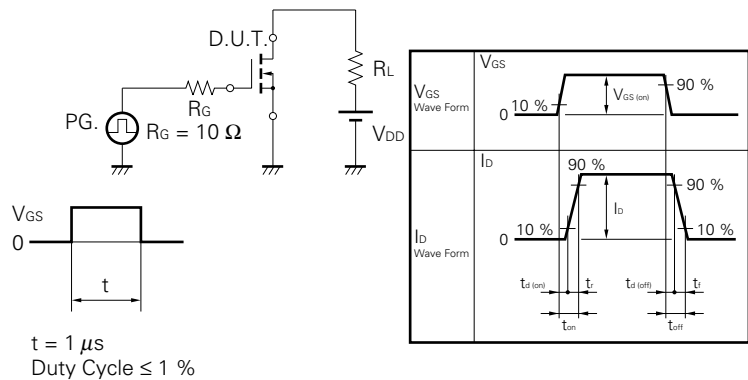 D.U.T.
RL
RG
PG.
RG = 10 Ω
VDD
VGS
0
t
t = 1 μs
Duty Cycle ≤ 1 %
VGS
Wave Form
VGS
10 %
0
VGS (on)
90 %
ID
Wave Form
ID
90 %
90 %
10 %
0
ID
10 %
td (on)
tr
td (off)
tf
ton
toff